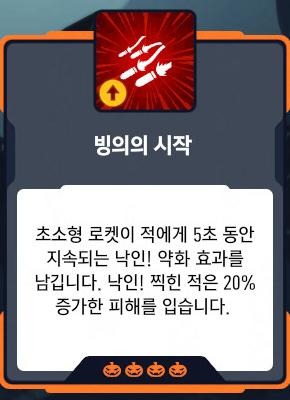 빙의의 시작
초소형 로켓이 적에게 5초 동안
지속되는 낙인! 약화 효과를
남깁니다. 낙인! 찍힌 적은 20%
증가한 피해를 입습니다.